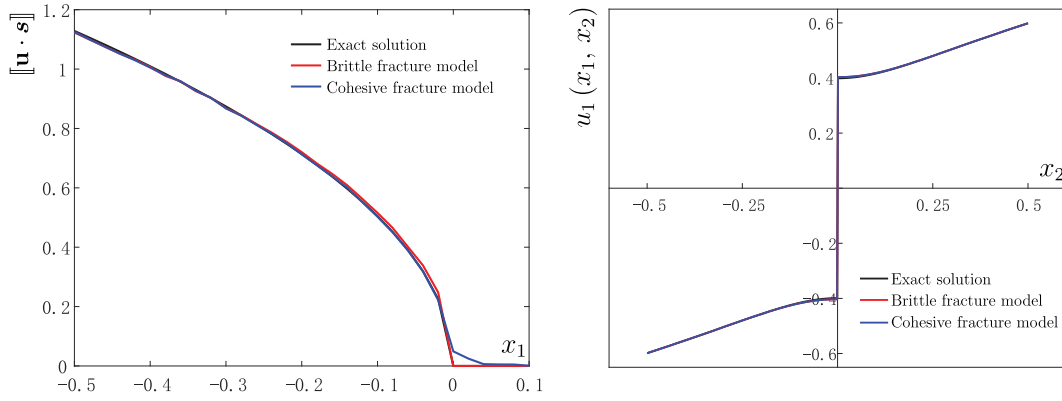 1.2
1
0.8
0.6
0.4
0.2
0
-0.5
-0.4
-0.3
-0.2
-0.1
0
0.1
⟦u · s⟧
x₁
Exact solution
Brittle fracture model
Cohesive fracture model
u₁ (x₁, x₂)
0.6
0.4
0.2
-0.2
-0.4
-0.6
-0.5
-0.25
0.25
0.5
x₂
Exact solution
Brittle fracture model
Cohesive fracture model